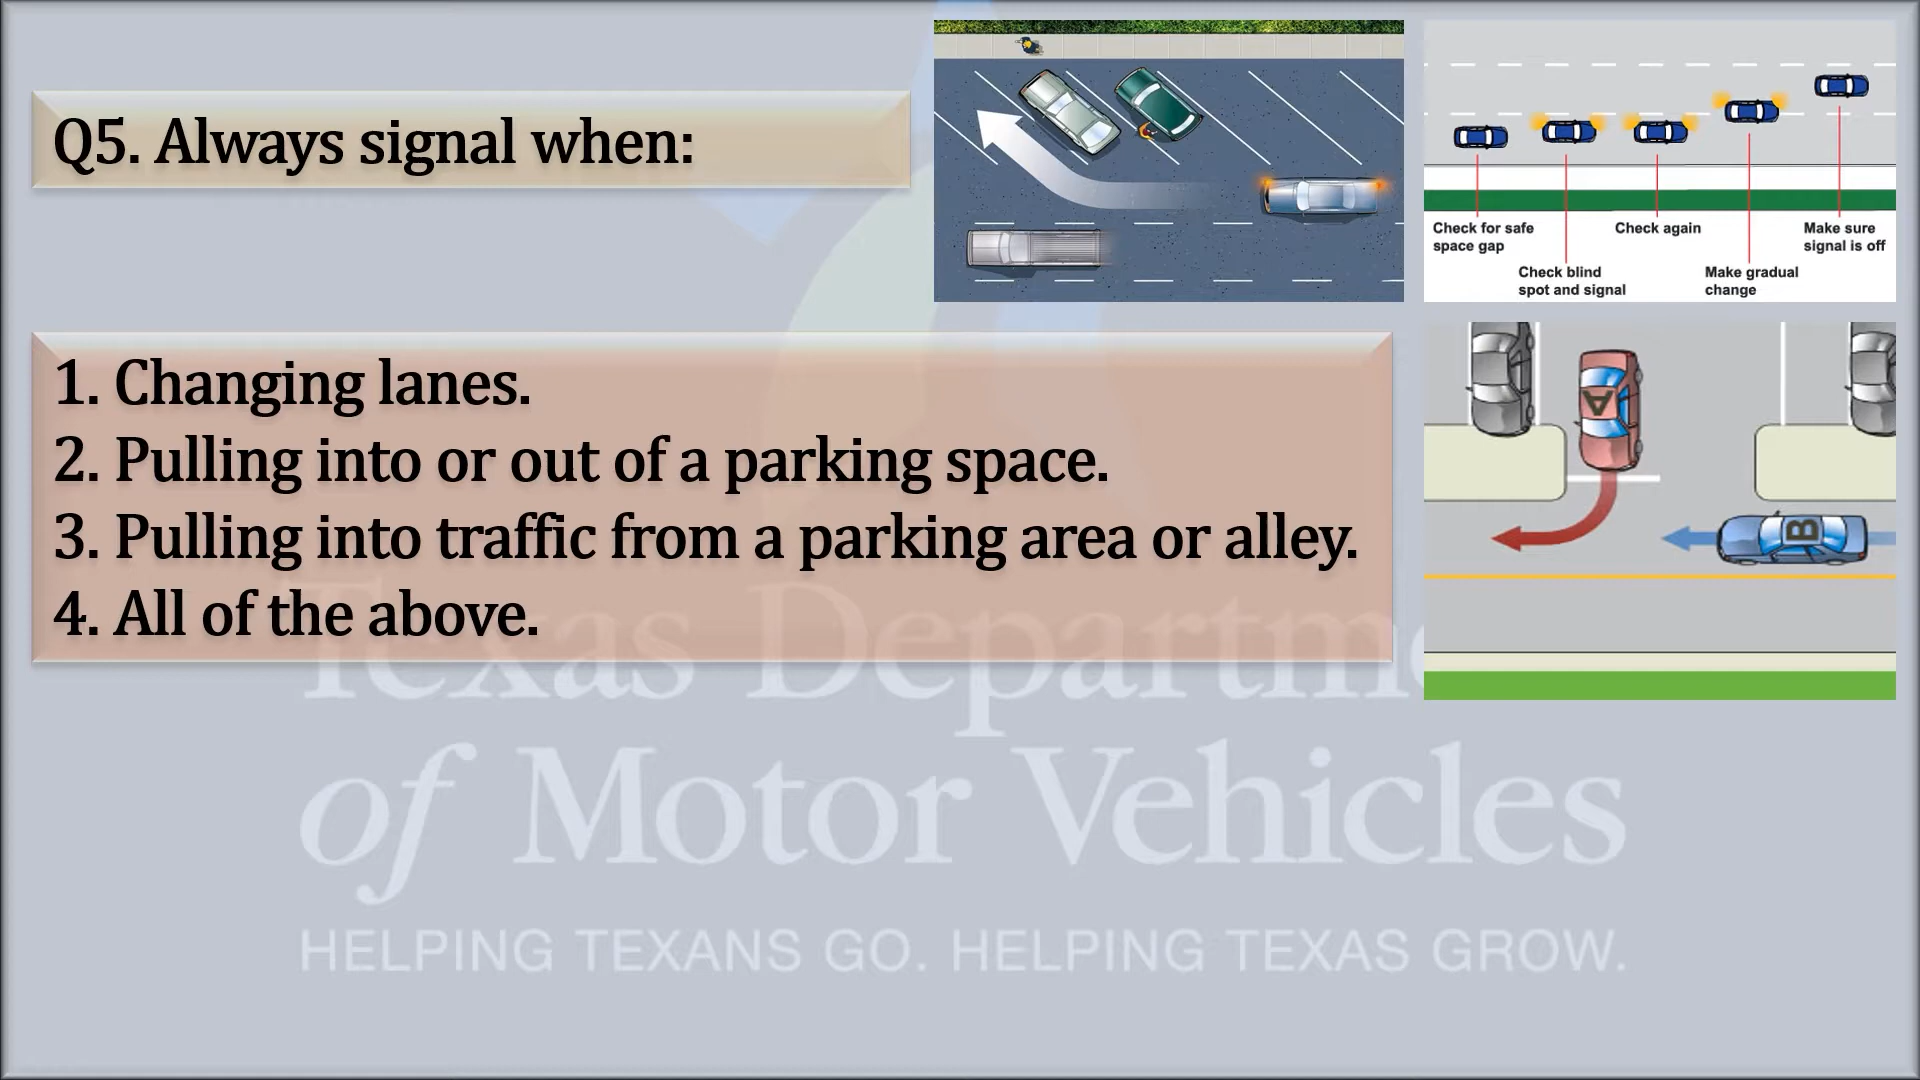 Q5. Always signal when:
Check for safe
space gap
Check blind
spot and signal
Check again
Make gradual
change
Make sure
signal is off
1. Changing lanes.
2. Pulling into or out of a parking space.
3. Pulling into traffic from a parking area or alley.
4. All of the above.
A
B
Texas Departme
of Motor Vehicles
HELPING TEXANS GO. HELPING TEXAS GROW.